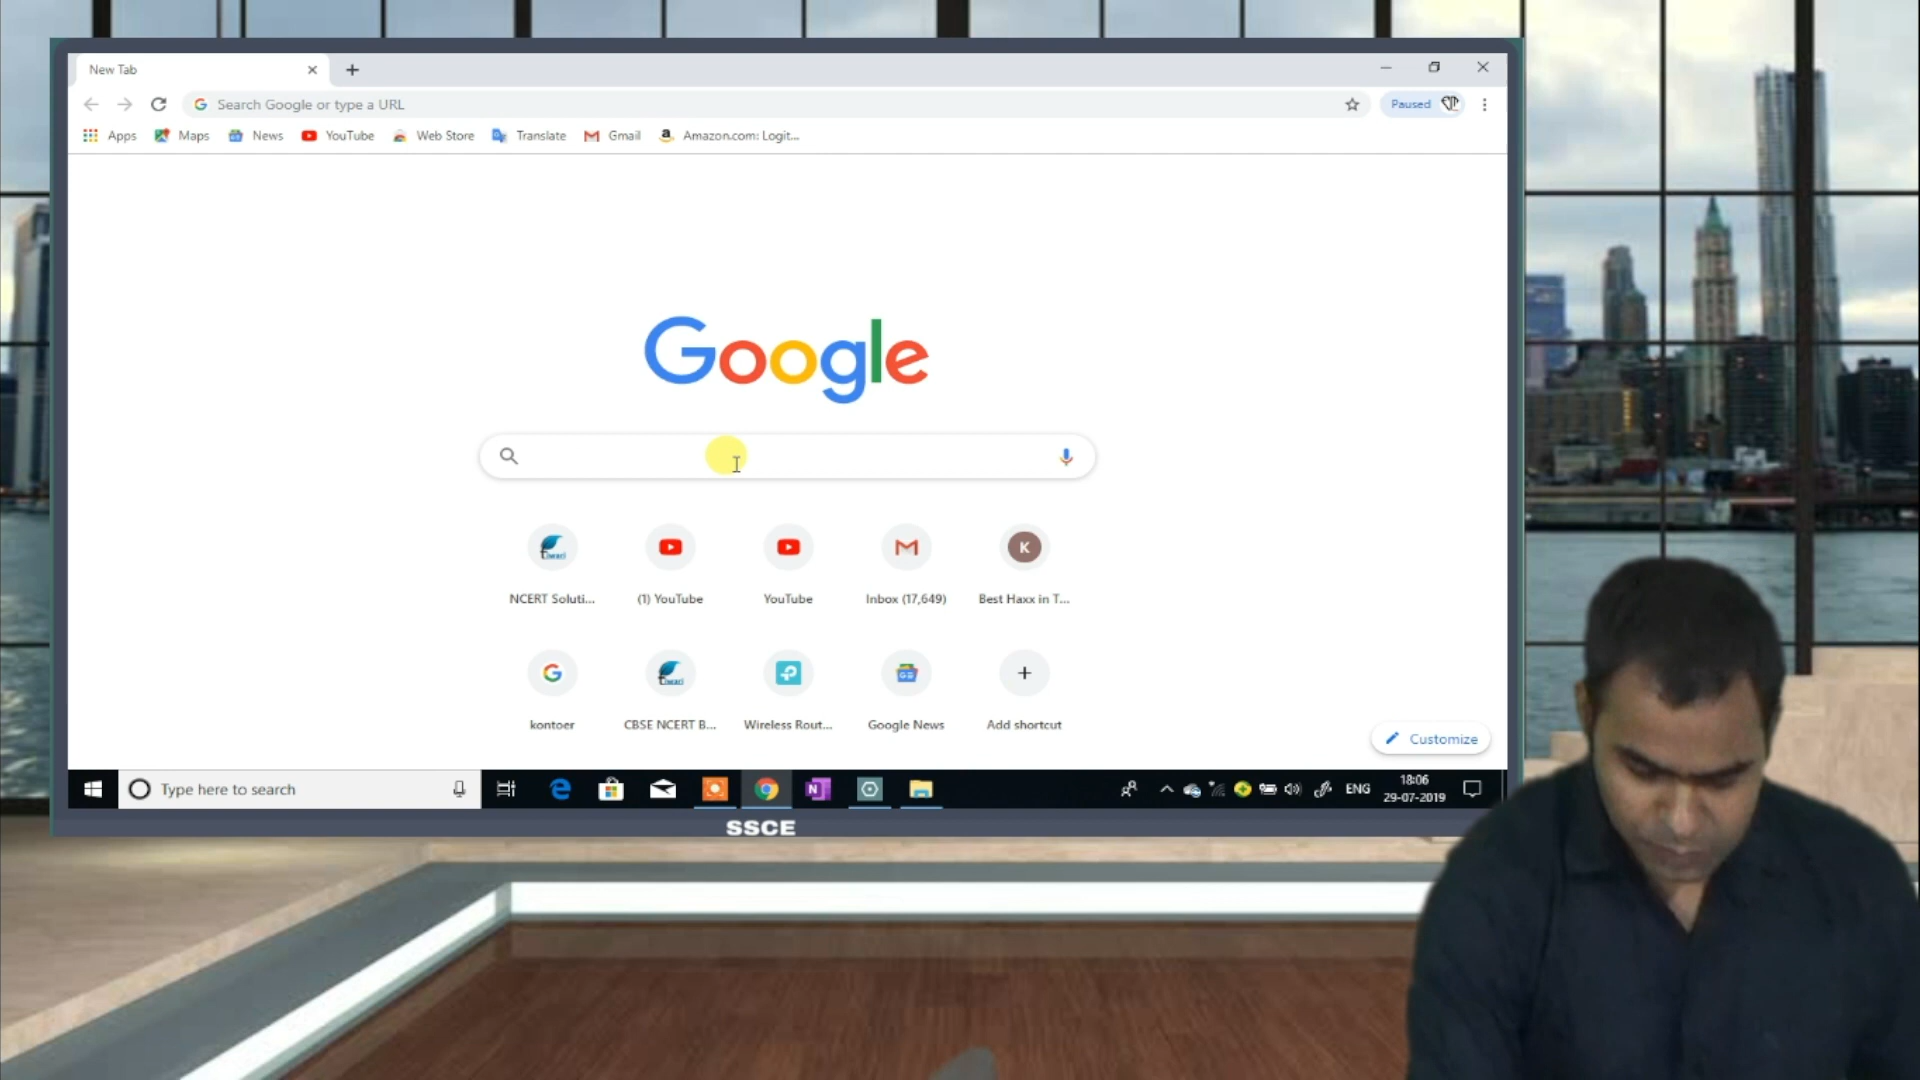 New Tab
Search Google or type a URL
Paused
Apps Maps News YouTube Web Store Translate Gmail Amazon.com: Logit...
Google
NCERT Soluti... (1) YouTube YouTube Inbox (17,649) Best Haxx in T...
K
kontoer CBSE NCERT B... Wireless Rout... Google News Add shortcut
Customize
Type here to search
ENG
18:06
29-07-2019
SSCE